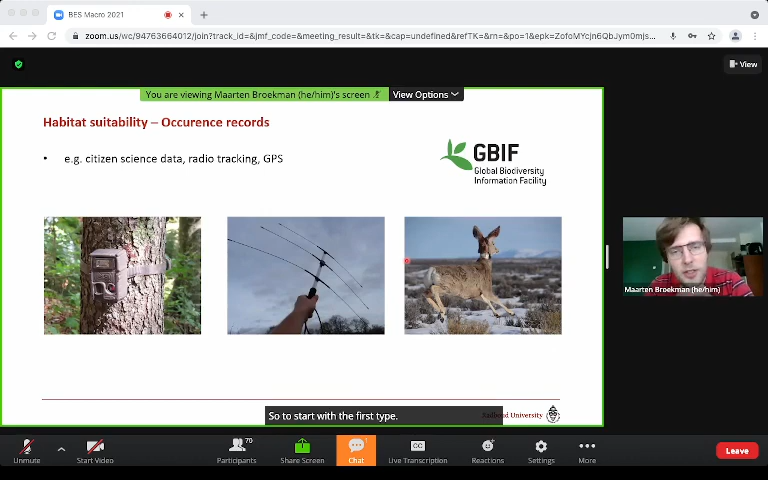 BES Macro 2021
zoom.us/wc/94763664012/join?track_id=&jmf_code=&meeting_result=&tk=&cap=undefined&refTK=&rn=&po=1&epk=ZofoMYcjn6QbJym0mjs...
View
You are viewing Maarten Broekman (he/him)'s screen
View Options
Habitat suitability – Occurence records
• e.g. citizen science data, radio tracking, GPS
GBIF
Global Biodiversity
Information Facility
Maarten Broekman (he/him)
So to start with the first type.
University
70
1
CC
Unmute
Start Video
Participants
Share Screen
Chat
Live Transcription
Reactions
Settings
More
Leave